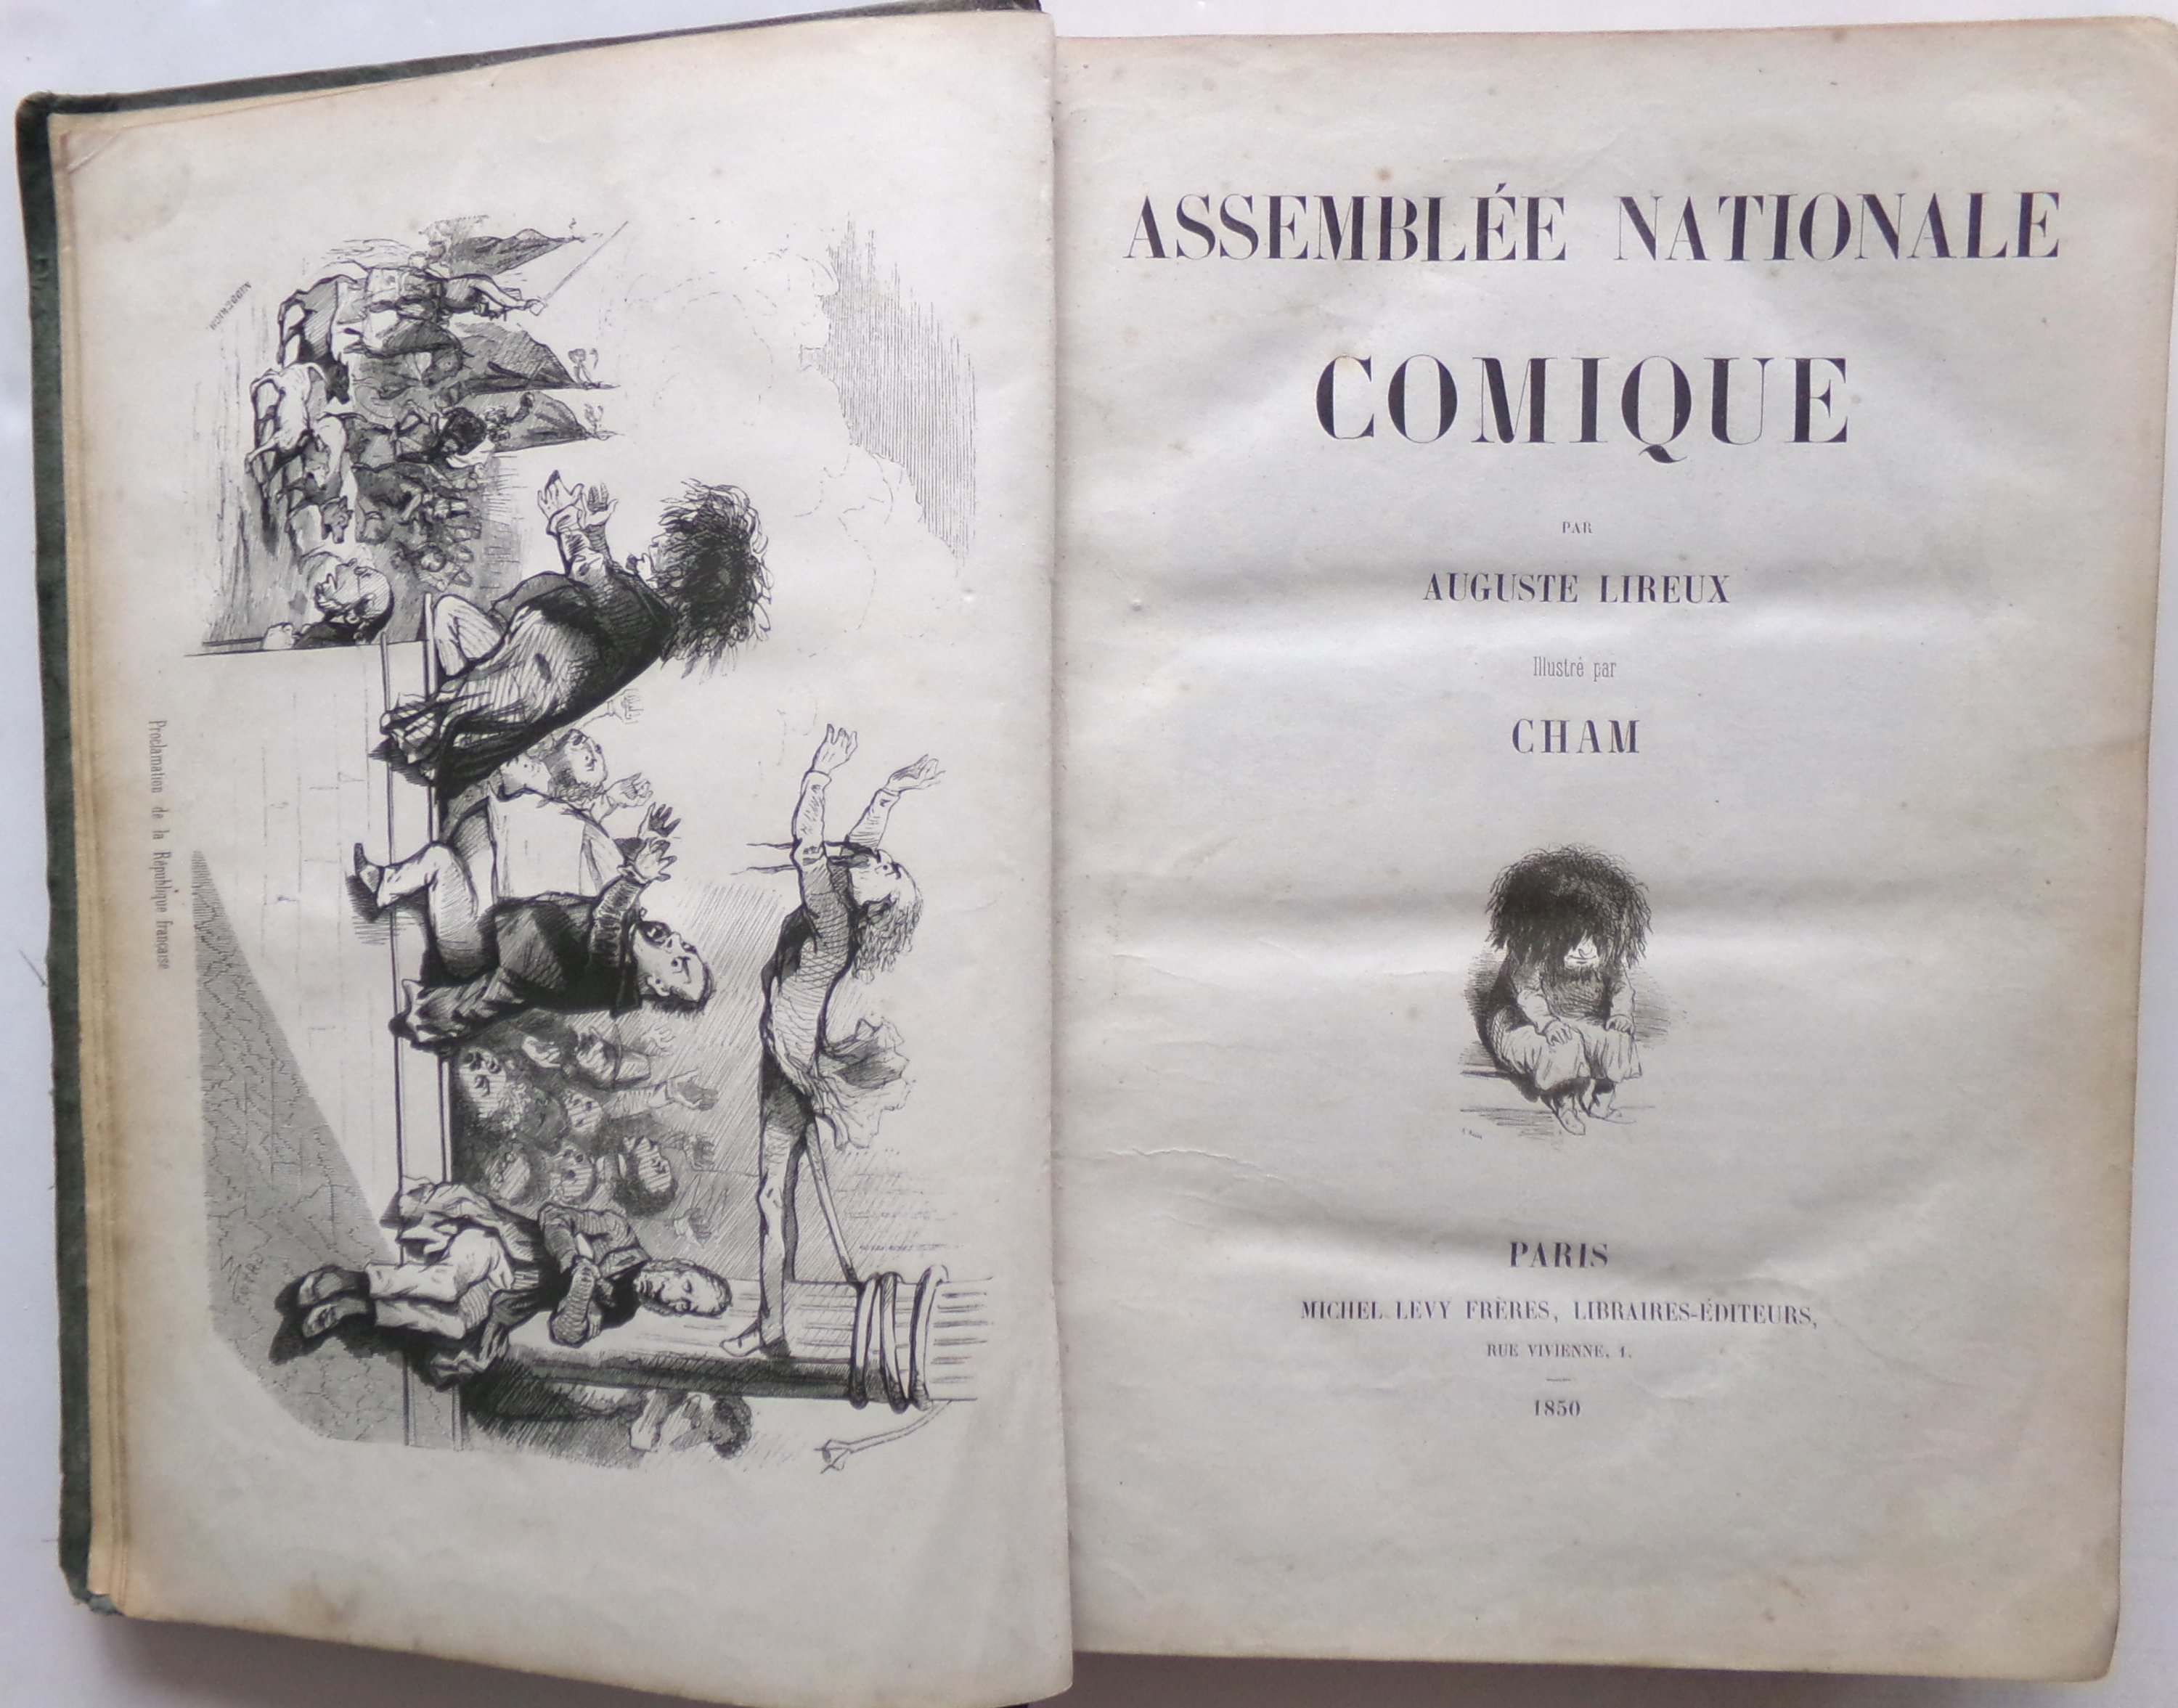 Proclamation de la République française
ASSEMBLÉE NATIONALE
COMIQUE
PAR
AUGUSTE LIREUX
Illustré par
CHAM
PARIS
MICHEL LEVY FRÈRES, LIBRAIRES-ÉDITEURS,
RUE VIVIENNE, 1.
1850